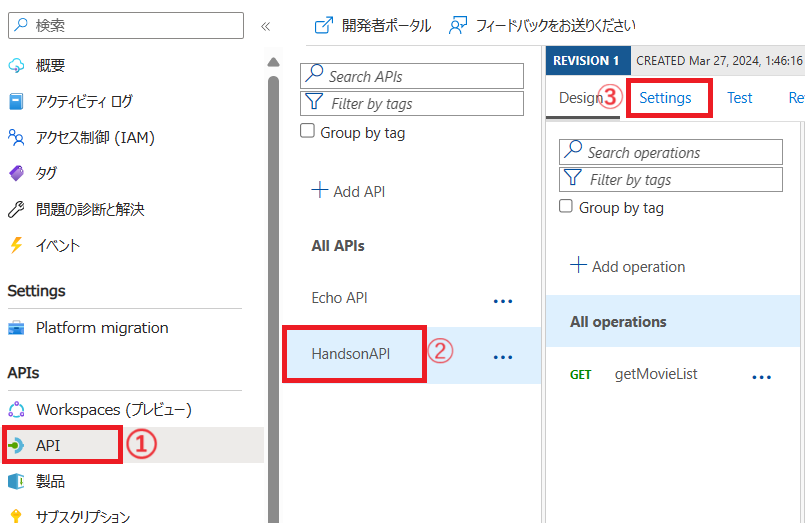 検索
概要
アクティビティ ログ
アクセス制御 (IAM)
タグ
問題の診断と解決
イベント
Settings
Platform migration
APIs
Workspaces (プレビュー)
API
①
製品
サブスクリプション
開発者ポータル
フィードバックをお送りください
Search APIs
Filter by tags
Group by tag
Add API
All APIs
Echo API
HandsonAPI
②
REVISION 1
CREATED Mar 27, 2024, 1:46:16
Design
③
Settings
Test
Search operations
Filter by tags
Group by tag
Add operation
All operations
GET getMovieList